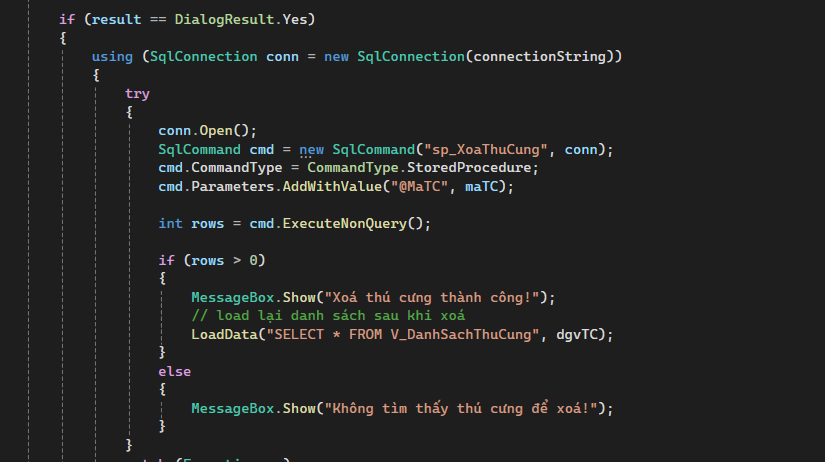 if (result == DialogResult.Yes)
{
using (SqlConnection conn = new SqlConnection(connectionString))
{
try
{
conn.Open();
SqlCommand cmd = new SqlCommand("sp_XoaThuCung", conn);
cmd.CommandType = CommandType.StoredProcedure;
cmd.Parameters.AddWithValue("@MaTC", maTC);
int rows = cmd.ExecuteNonQuery();
if (rows > 0)
{
MessageBox.Show("Xoá thú cưng thành công!");
// load lại danh sách sau khi xoá
LoadData("SELECT * FROM V_DanhSachThuCung", dgvTC);
}
else
{
MessageBox.Show("Không tìm thấy thú cưng để xoá!");
}
}